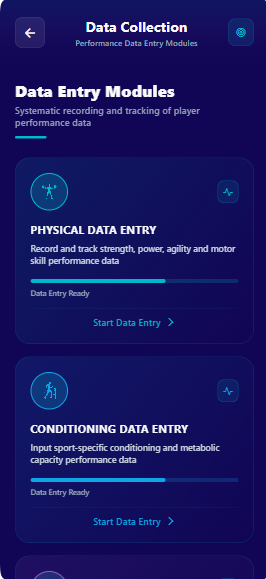 Data Collection
Performance Data Entry Modules
Data Entry Modules
Systematic recording and tracking of player
performance data
PHYSICAL DATA ENTRY
Record and track strength, power, agility and motor
skill performance data
Data Entry Ready
Start Data Entry
CONDITIONING DATA ENTRY
Input sport-specific conditioning and metabolic
capacity performance data
Data Entry Ready
Start Data Entry